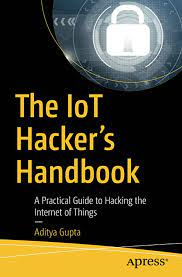 The IoT
Hacker's
Handbook
A Practical Guide to Hacking the
Internet of Things
—
Aditya Gupta
Apress®